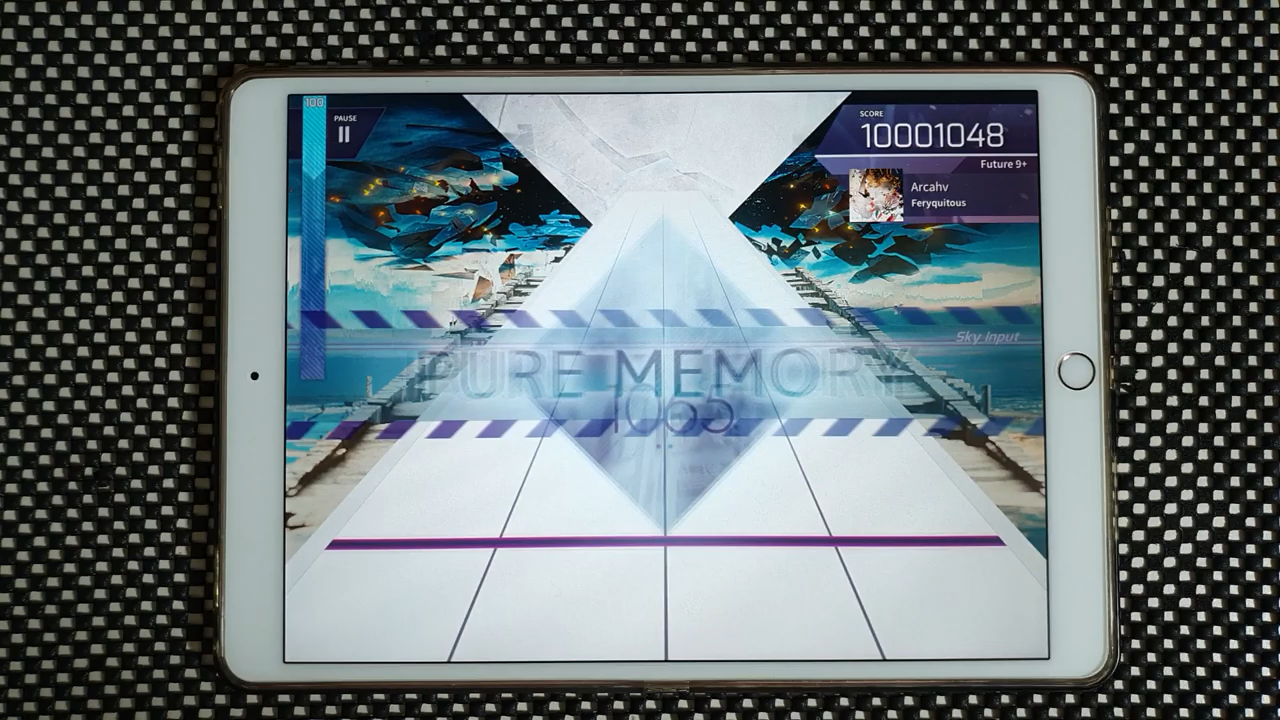 100
PAUSE
SCORE
10001048
Future 9+
Arcahv
Feryquitous
Sky Input
PURE MEMORY
1065